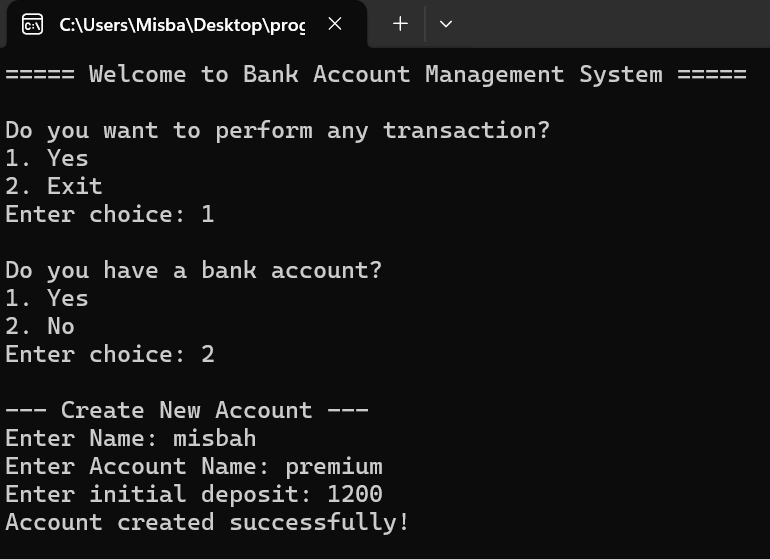 C:\Users\Misba\Desktop\prog
===== Welcome to Bank Account Management System =====
Do you want to perform any transaction?
1. Yes
2. Exit
Enter choice: 1
Do you have a bank account?
1. Yes
2. No
Enter choice: 2
--- Create New Account ---
Enter Name: misbah
Enter Account Name: premium
Enter initial deposit: 1200
Account created successfully!